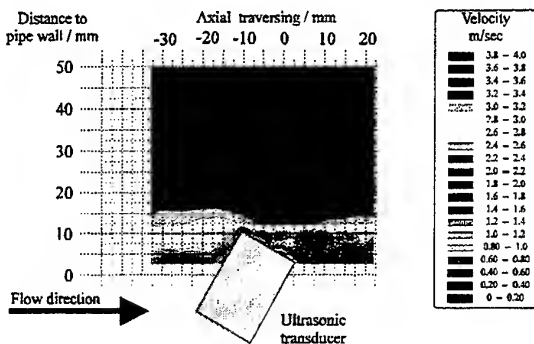 Distance to
pipe wall / mm
Axial traversing / mm
-30 -20 -10 0 10 20
50
40
30
20
10
0
Flow direction
Ultrasonic
transducer
Velocity
m/sec
3.8 - 4.0
3.6 - 3.8
3.4 - 3.6
3.2 - 3.4
3.0 - 3.2
2.8 - 3.0
2.6 - 2.8
2.4 - 2.6
2.2 - 2.4
2.0 - 2.2
1.8 - 2.0
1.6 - 1.8
1.4 - 1.6
1.2 - 1.4
1.0 - 1.2
0.80 - 1.0
0.60 - 0.80
0.40 - 0.60
0.20 - 0.40
0 - 0.20